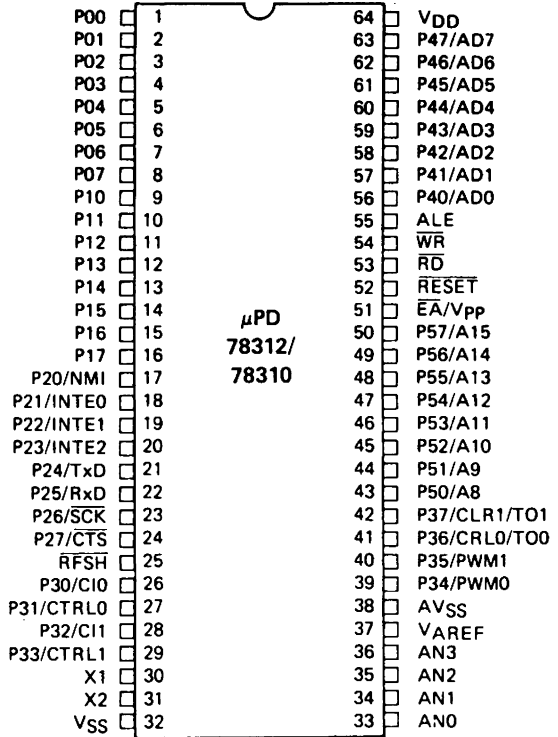 P00 1 64 VDD
P01 2 63 P47/AD7
P02 3 62 P46/AD6
P03 4 61 P45/AD5
P04 5 60 P44/AD4
P05 6 59 P43/AD3
P06 7 58 P42/AD2
P07 8 57 P41/AD1
P10 9 56 P40/AD0
P11 10 55 ALE
P12 11 54 W̅R̅
P13 12 53 R̅D̅
P14 13 52 R̅E̅S̅E̅T̅
P15 14 51 E̅A̅/VPP
P16 15 50 P57/A15
P17 16 49 P56/A14
µPD
78312/
78310
P20/NMI 17 48 P55/A13
P21/INTE0 18 47 P54/A12
P22/INTE1 19 46 P53/A11
P23/INTE2 20 45 P52/A10
P24/TxD 21 44 P51/A9
P25/RxD 22 43 P50/A8
P26/S̅C̅K̅ 23 42 P37/CLR1/TO1
P27/C̅T̅S̅ 24 41 P36/CRL0/TO0
R̅F̅S̅H̅ 25 40 P35/PWM1
P30/CI0 26 39 P34/PWM0
P31/CTRL0 27 38 AVSS
P32/CI1 28 37 VAREF
P33/CTRL1 29 36 AN3
X1 30 35 AN2
X2 31 34 AN1
VSS 32 33 AN0